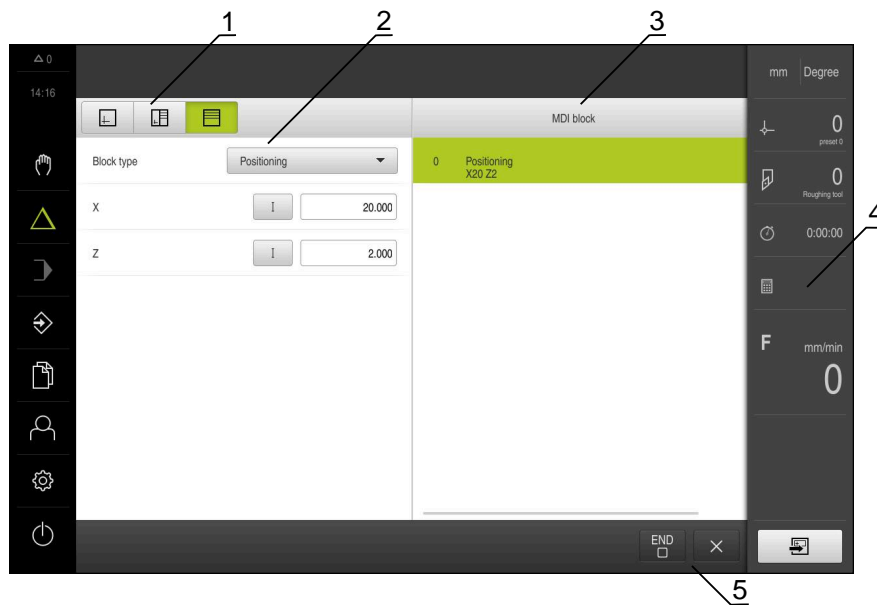 1
2
3
0
14:16
mm Degree
MDI block
0
preset 0
Block type
Positioning
0 Positioning
X20 Z2
0
Roughing tool
X
I
20.000
4
0:00:00
Z
I
2.000
F mm/min
0
END
5